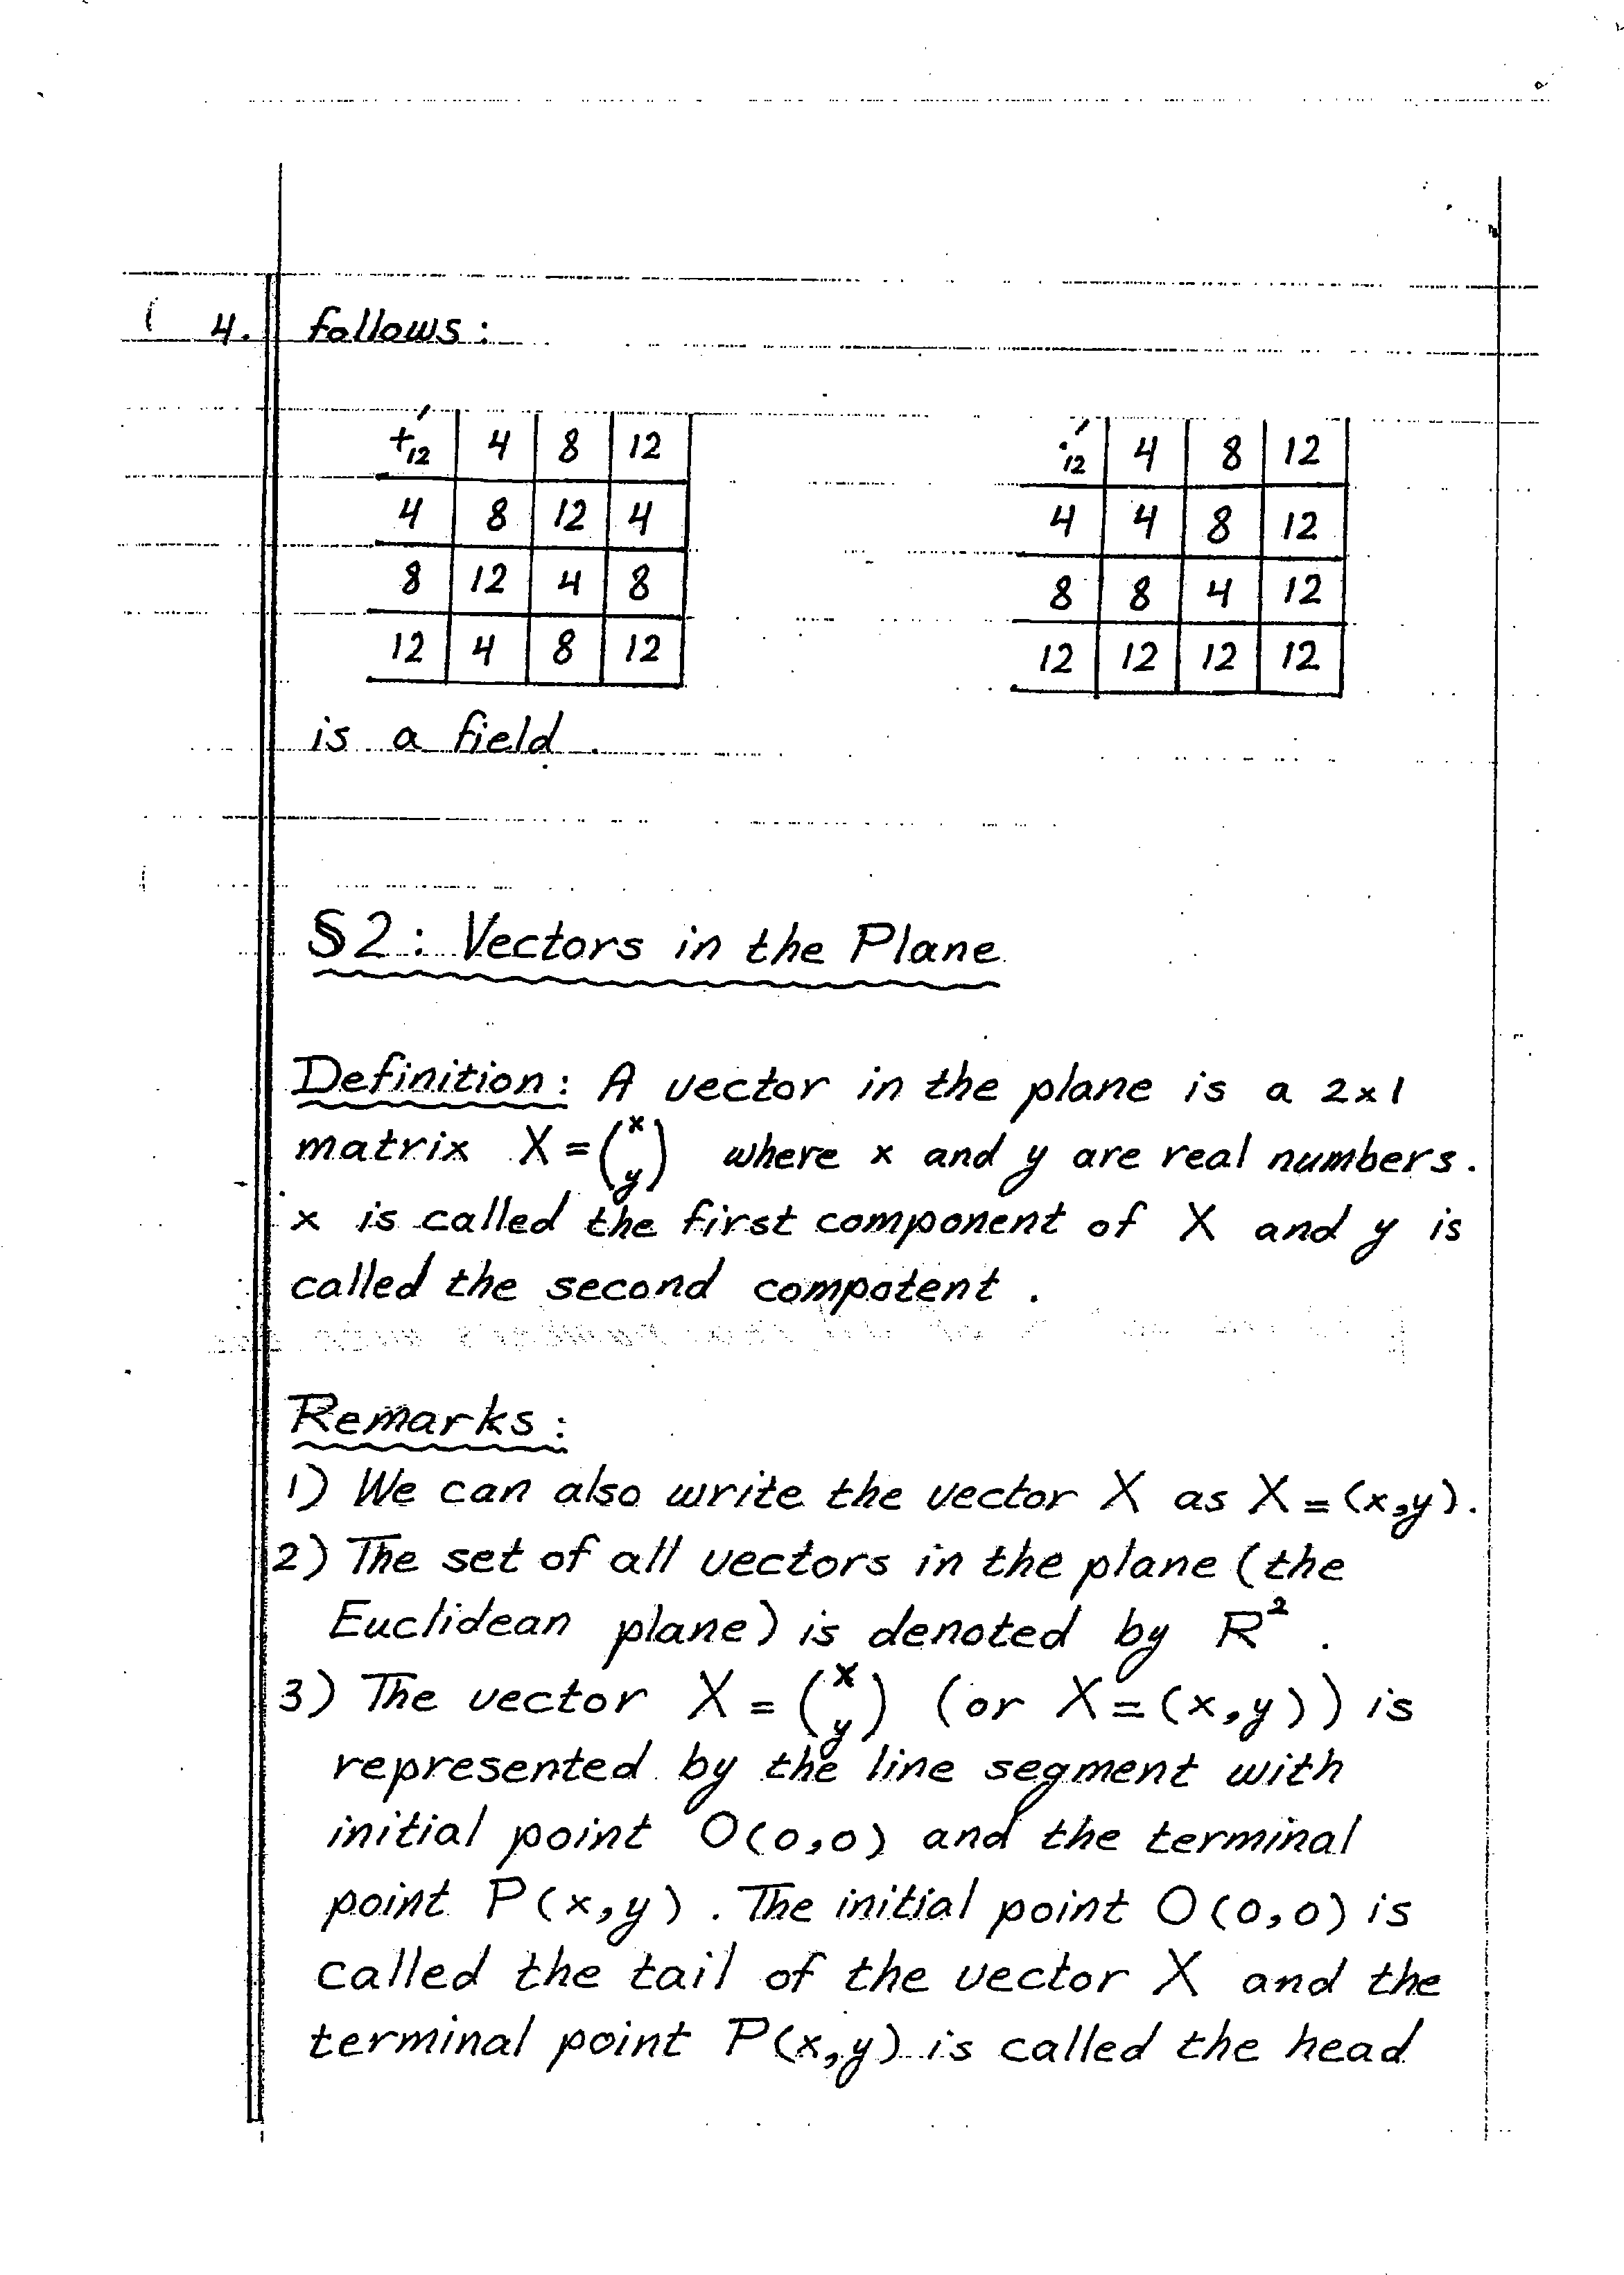 4. follows:
+'₁₂ 4 8 12
4 8 12 4
8 12 4 8
12 4 8 12
·'₁₂ 4 8 12
4 4 8 12
8 8 4 12
12 12 12 12
is a field.
§2: Vectors in the Plane
Definition: A vector in the plane is a 2x1
matrix X = (x y) where x and y are real numbers.
x is called the first component of X and y is
called the second compotent.
Remarks:
1) We can also write the vector X as X = (x,y).
2) The set of all vectors in the plane (the
Euclidean plane) is denoted by R².
3) The vector X = (x y) (or X = (x,y)) is
represented by the line segment with
initial point O(0,0) and the terminal
point P(x,y). The initial point O(0,0) is
called the tail of the vector X and the
terminal point P(x,y) is called the head